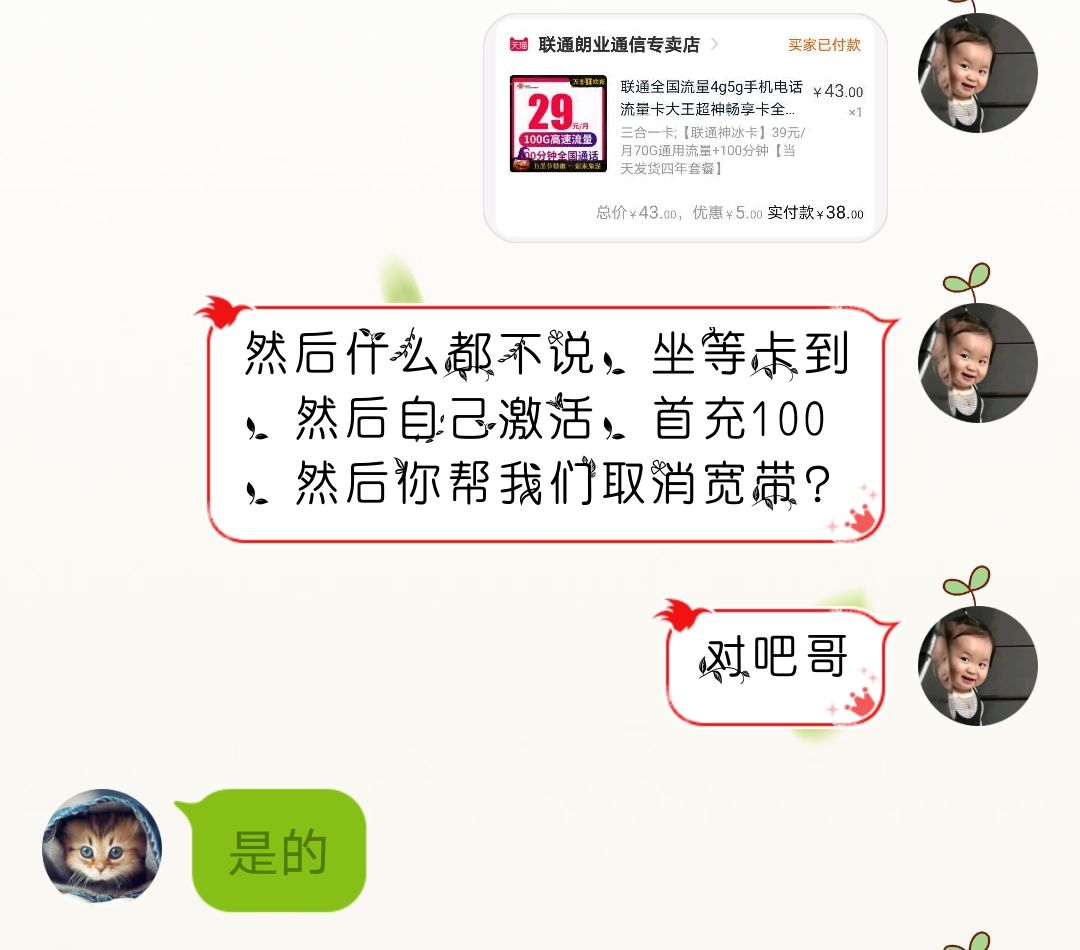 天猫 联通朗业通信专卖店 买家已付款
29
元/月
100G高速流量
00分钟全国通话
联通全国流量4g5g手机电话 ￥43.00
流量卡大王超神畅享卡全... ×1
三合一卡;【联通神冰卡】39元/
月70G通用流量+100分钟【当
天发货四年套餐】
总价￥43.00，优惠￥5.00 实付款￥38.00
然后什么都不说、坐等卡到
、然后自己激活、首充100
、然后你帮我们取消宽带？
对吧哥
是的